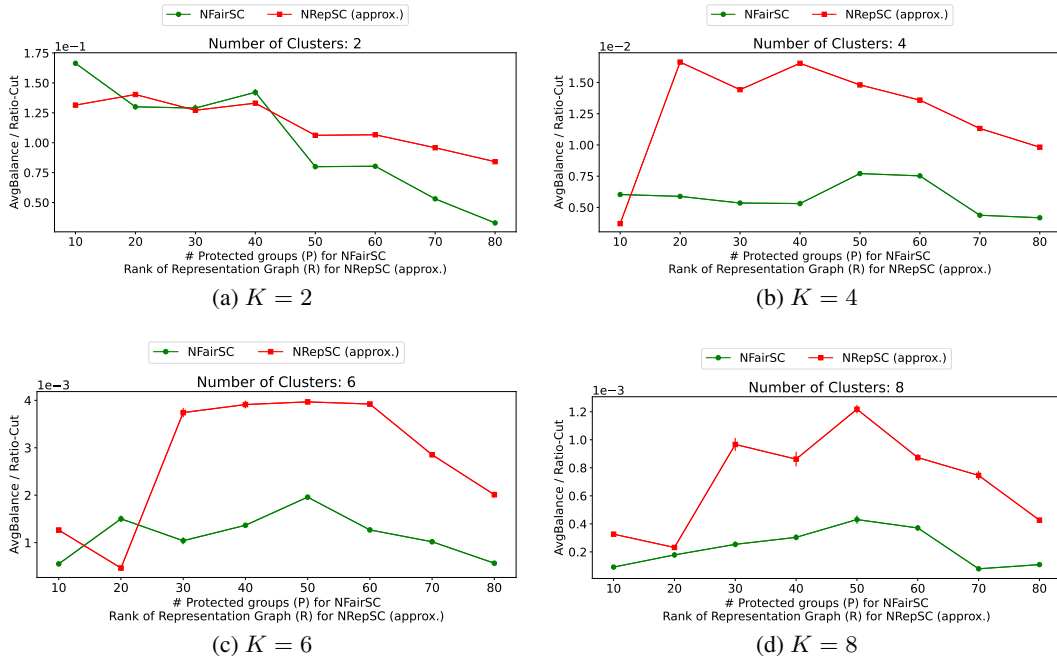 NFairSC NRepSC (approx.)
Number of Clusters: 2
1e−1
AvgBalance / Ratio-Cut
1.75
1.50
1.25
1.00
0.75
0.50
10 20 30 40 50 60 70 80
# Protected groups (P) for NFairSC
Rank of Representation Graph (R) for NRepSC (approx.)
(a) K = 2
NFairSC NRepSC (approx.)
Number of Clusters: 4
1e−2
AvgBalance / Ratio-Cut
1.50
1.25
1.00
0.75
0.50
10 20 30 40 50 60 70 80
# Protected groups (P) for NFairSC
Rank of Representation Graph (R) for NRepSC (approx.)
(b) K = 4
NFairSC NRepSC (approx.)
Number of Clusters: 6
1e−3
AvgBalance / Ratio-Cut
4
3
2
1
10 20 30 40 50 60 70 80
# Protected groups (P) for NFairSC
Rank of Representation Graph (R) for NRepSC (approx.)
(c) K = 6
NFairSC NRepSC (approx.)
Number of Clusters: 8
1e−3
AvgBalance / Ratio-Cut
1.2
1.0
0.8
0.6
0.4
0.2
10 20 30 40 50 60 70 80
# Protected groups (P) for NFairSC
Rank of Representation Graph (R) for NRepSC (approx.)
(d) K = 8